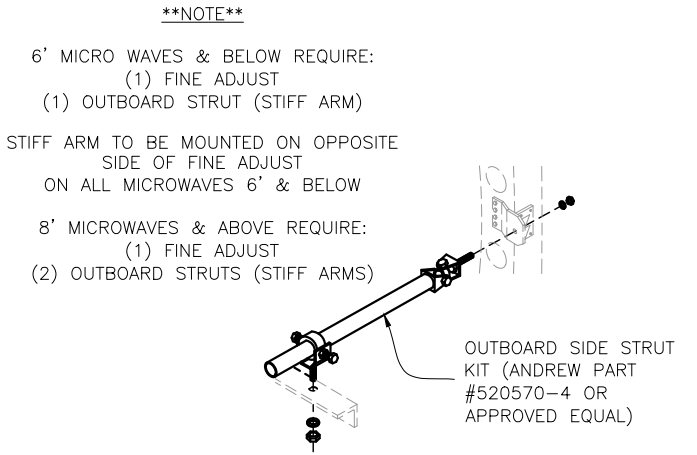 **NOTE**
6' MICRO WAVES & BELOW REQUIRE:
(1) FINE ADJUST
(1) OUTBOARD STRUT (STIFF ARM)
STIFF ARM TO BE MOUNTED ON OPPOSITE
SIDE OF FINE ADJUST
ON ALL MICROWAVES 6' & BELOW
8' MICROWAVES & ABOVE REQUIRE:
(1) FINE ADJUST
(2) OUTBOARD STRUTS (STIFF ARMS)
OUTBOARD SIDE STRUT
KIT (ANDREW PART
#520570-4 OR
APPROVED EQUAL)